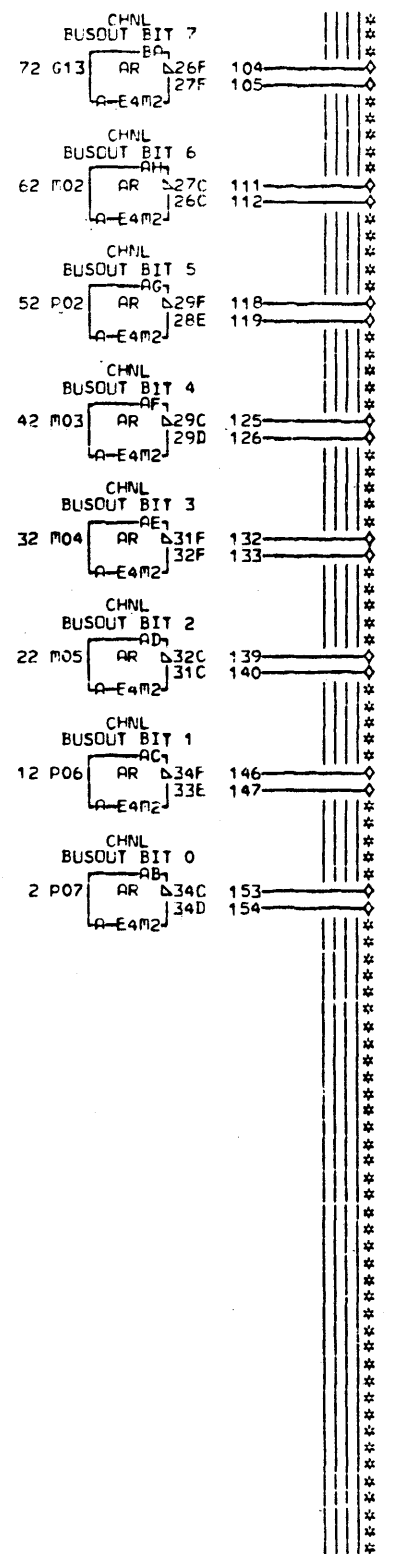 CHNL
BUSOUT BIT 7
BA
72 G13 AR 26F 104
27F 105
A E4M2
CHNL
BUSOUT BIT 6
AH
62 M02 AR 27C 111
26C 112
A E4M2
CHNL
BUSOUT BIT 5
AG
52 P02 AR 29F 118
28E 119
A E4M2
CHNL
BUSOUT BIT 4
AF
42 M03 AR 29C 125
29D 126
A E4M2
CHNL
BUSOUT BIT 3
AE
32 M04 AR 31F 132
32F 133
A E4M2
CHNL
BUSOUT BIT 2
AD
22 M05 AR 32C 139
31C 140
A E4M2
CHNL
BUSOUT BIT 1
AC
12 P06 AR 34F 146
33E 147
A E4M2
CHNL
BUSOUT BIT 0
AB
2 P07 AR 34C 153
34D 154
A E4M2